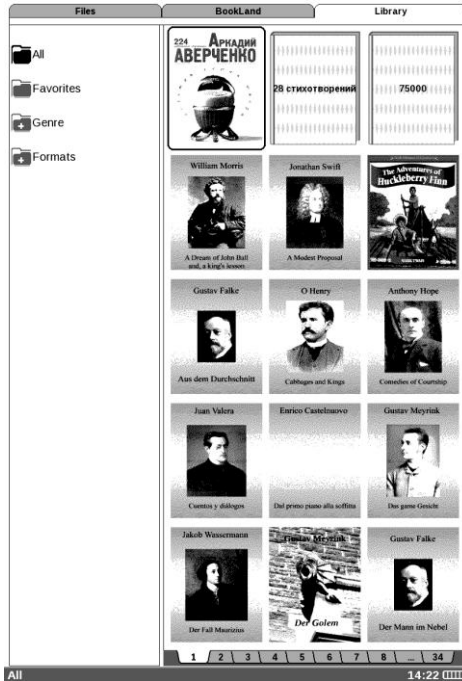 Files
BookLand
Library
All
Favorites
Genre
Formats
224 Аркадий
АВЕРЧЕНКО
28 стихотворений
75000
William Morris
A Dream of John Ball
and, a king's lesson
Jonathan Swift
A Modest Proposal
The Adventures of
Huckleberry Finn
Gustav Falke
Aus dem Durchschnitt
O Henry
Cabbages and Kings
Anthony Hope
Comedies of Courtship
Juan Valera
Cuentos y diálogos
Enrico Castelnuovo
Dal primo piano alla soffitta
Gustav Meyrink
Das ganze Gesicht
Jakob Wassermann
Der Fall Maurizius
Gustav Meyrink
Der Golem
Gustav Falke
Der Mann im Nebel
1 2 3 4 5 6 7 8 ... 34
All
14:22